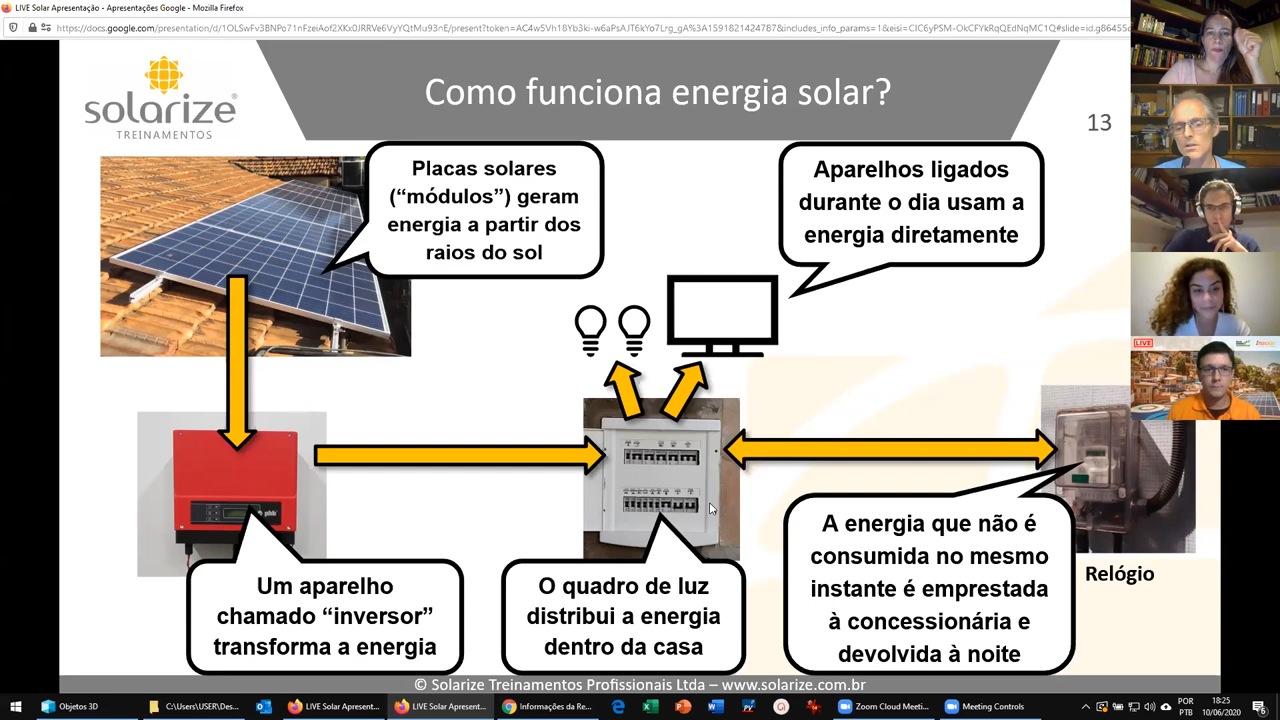 LIVE Solar Apresentação - Apresentações Google - Mozilla Firefox
solarize
TREINAMENTOS
Como funciona energia solar?
13
Placas solares
(“módulos”) geram
energia a partir dos
raios do sol
Aparelhos ligados
durante o dia usam a
energia diretamente
LIVE
Um aparelho
chamado “inversor”
transforma a energia
O quadro de luz
distribui a energia
dentro da casa
A energia que não é
consumida no mesmo
instante é emprestada
à concessionária e
devolvida à noite
Relógio
© Solarize Treinamentos Profissionais Ltda – www.solarize.com.br
Objetos 3D
C:\Users\USER\Des...
LIVE Solar Apresent...
LIVE Solar Apresent...
Informações da Re...
Zoom Cloud Meetin...
Meeting Controls
POR
PTB
18:25
10/06/2020